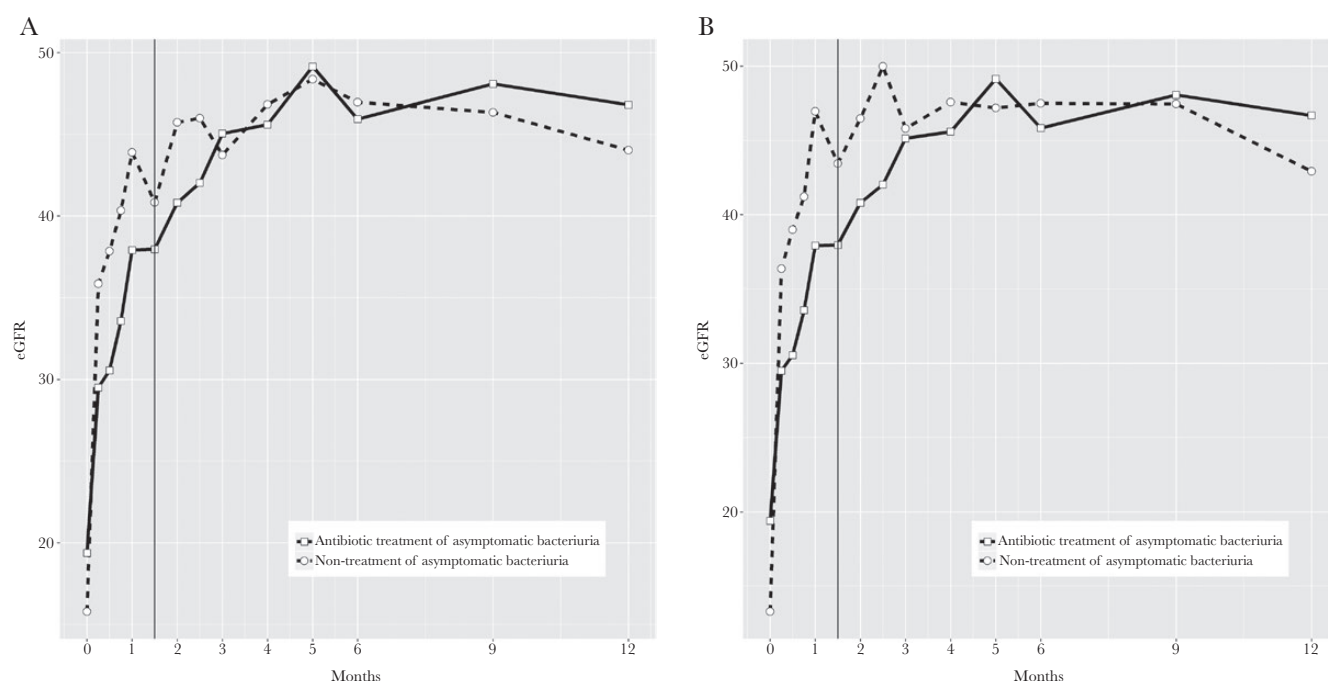 A
50
40
30
20
eGFR
0 1 2 3 4 5 6 9 12
Months
Antibiotic treatment of asymptomatic bacteriuria
Non-treatment of asymptomatic bacteriuria
B
50
40
30
20
eGFR
0 1 2 3 4 5 6 9 12
Months
Antibiotic treatment of asymptomatic bacteriuria
Non-treatment of asymptomatic bacteriuria